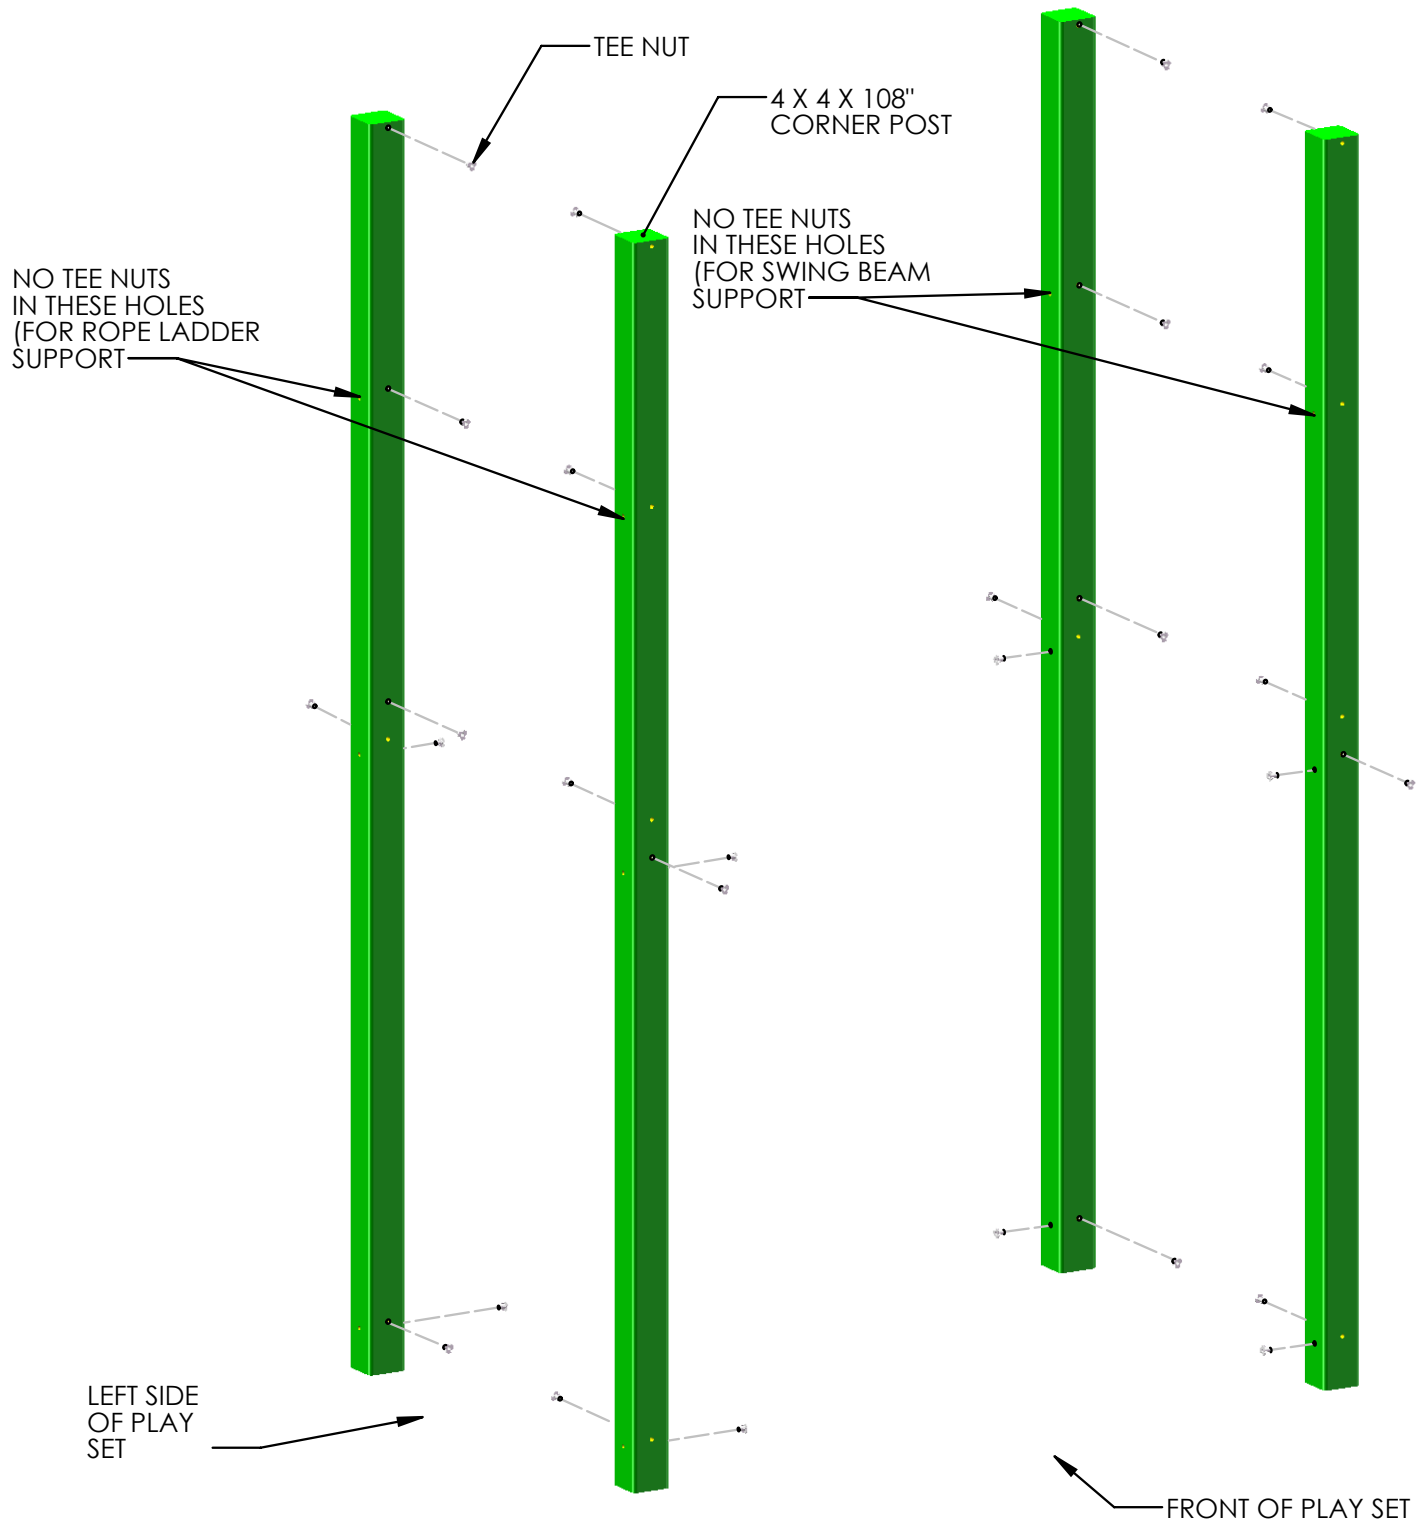 TEE NUT
4 X 4 X 108"
CORNER POST
NO TEE NUTS
IN THESE HOLES
(FOR SWING BEAM
SUPPORT
NO TEE NUTS
IN THESE HOLES
(FOR ROPE LADDER
SUPPORT
LEFT SIDE
OF PLAY
SET
FRONT OF PLAY SET